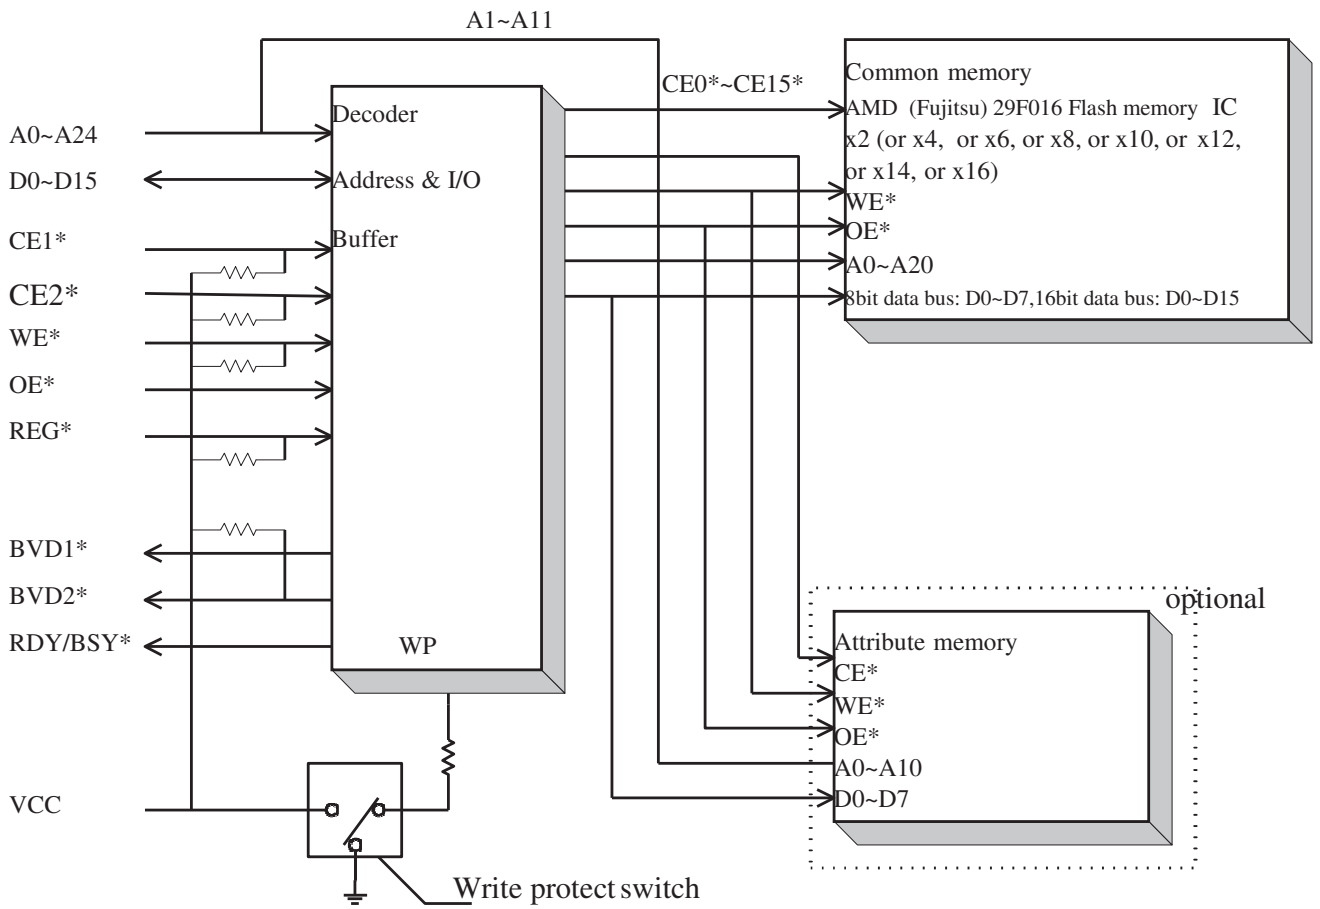 A1~A11
CE0*~CE15*
A0~A24
D0~D15
CE1*
CE2*
WE*
OE*
REG*
BVD1*
BVD2*
RDY/BSY*
VCC
Decoder
Address & I/O
Buffer
WP
Write protect switch
Common memory
AMD (Fujitsu) 29F016 Flash memory IC
x2 (or x4, or x6, or x8, or x10, or x12,
or x14, or x16)
WE*
OE*
A0~A20
8bit data bus: D0~D7,16bit data bus: D0~D15
optional
Attribute memory
CE*
WE*
OE*
A0~A10
D0~D7